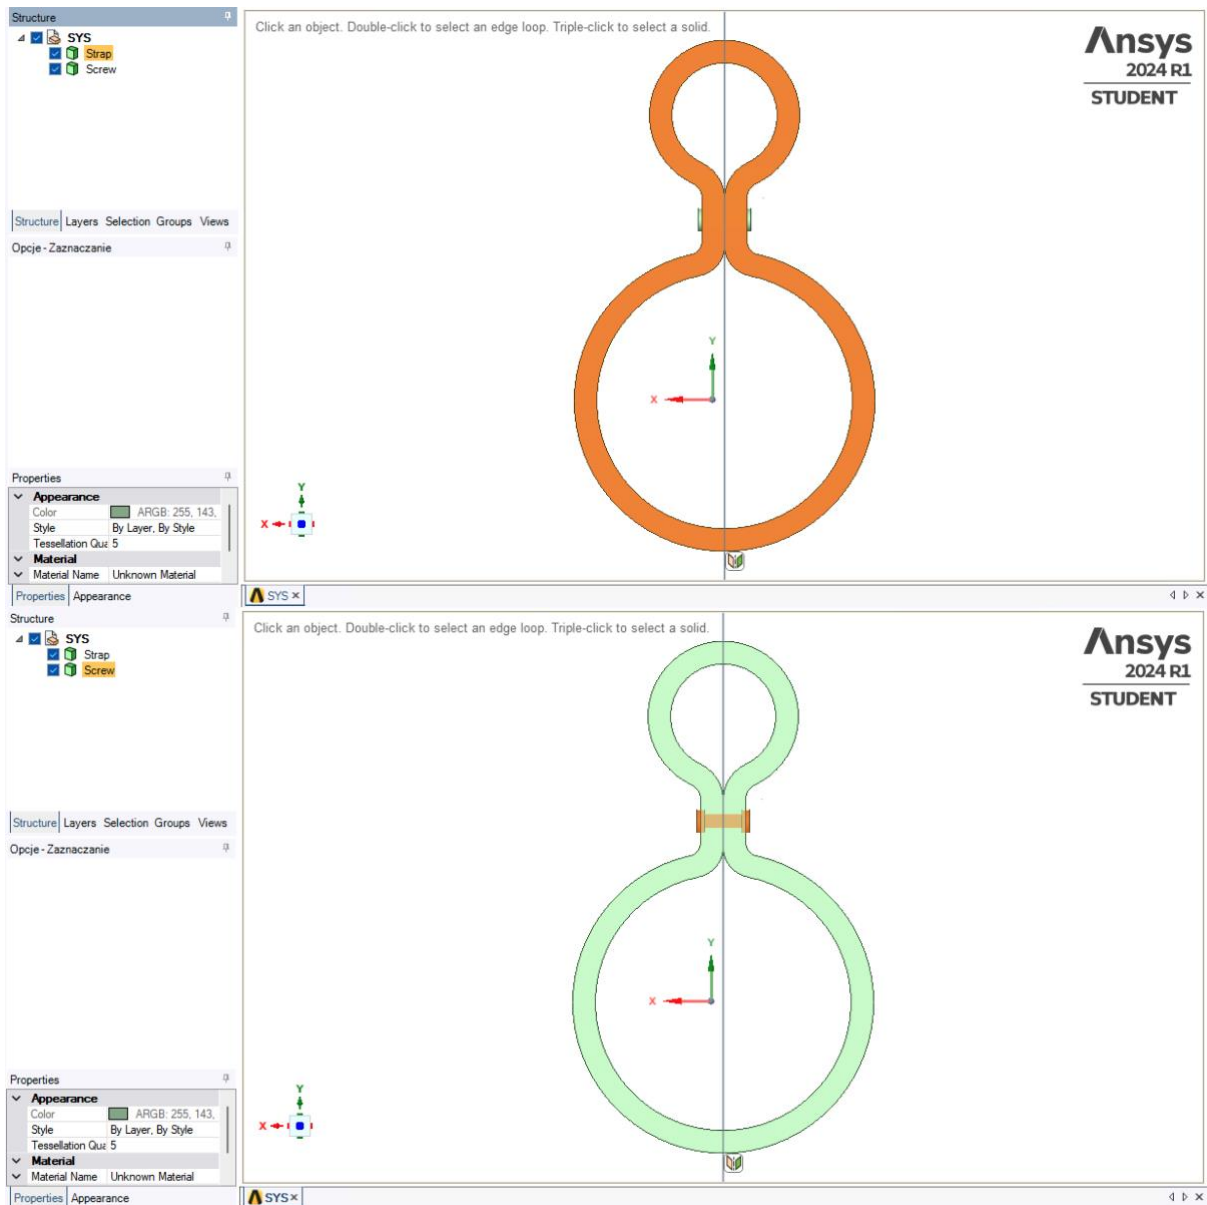 Structure
SYS
Strap
Screw
Structure Layers Selection Groups Views
Opcje - Zaznaczanie
Properties
Appearance
Color ARGB: 255, 143,
Style By Layer, By Style
Tessellation Qua 5
Material
Material Name Unknown Material
Properties Appearance
Click an object. Double-click to select an edge loop. Triple-click to select a solid.
Ansys
2024 R1
STUDENT
Y
X
Y
X
SYS
Structure
SYS
Strap
Screw
Structure Layers Selection Groups Views
Opcje - Zaznaczanie
Properties
Appearance
Color ARGB: 255, 143,
Style By Layer, By Style
Tessellation Qua 5
Material
Material Name Unknown Material
Properties Appearance
Click an object. Double-click to select an edge loop. Triple-click to select a solid.
Ansys
2024 R1
STUDENT
Y
X
Y
X
SYS